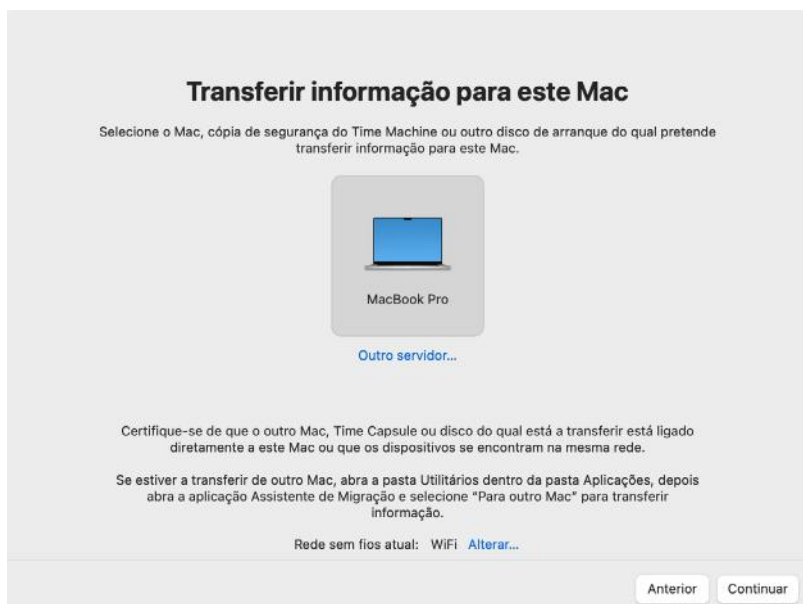 Transferir informação para este Mac
Selecione o Mac, cópia de segurança do Time Machine ou outro disco de arranque do qual pretende
transferir informação para este Mac.
MacBook Pro
Outro servidor...
Certifique-se de que o outro Mac, Time Capsule ou disco do qual está a transferir está ligado
diretamente a este Mac ou que os dispositivos se encontram na mesma rede.
Se estiver a transferir de outro Mac, abra a pasta Utilitários dentro da pasta Aplicações, depois
abra a aplicação Assistente de Migração e selecione “Para outro Mac” para transferir
informação.
Rede sem fios atual: WiFi Alterar...
Anterior Continuar